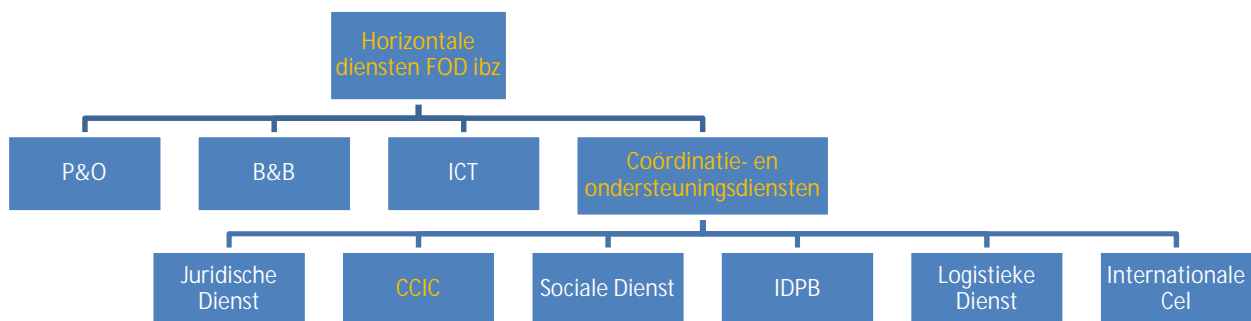 Horizontale
diensten FOD ibz
P&O
B&B
ICT
Coördinatie- en
ondersteuningsdiensten
Juridische
Dienst
CCIC
Sociale Dienst
IDPB
Logistieke
Dienst
Internationale
Cel